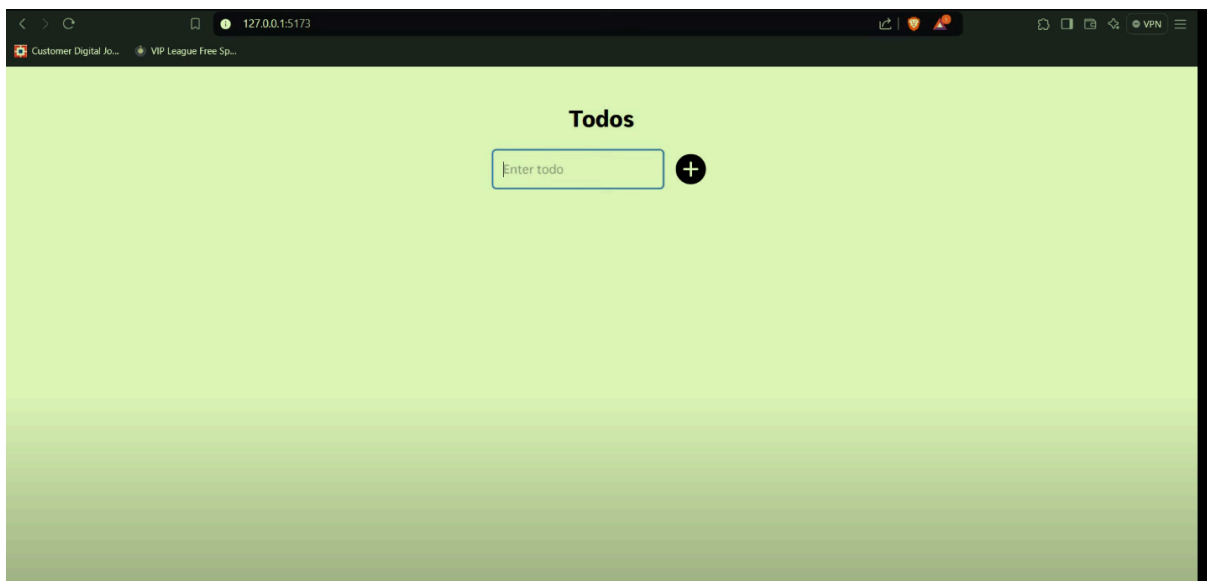 127.0.0.1:5173
VPN
Customer Digital Jo...
VIP League Free Sp...
Todos
Enter todo